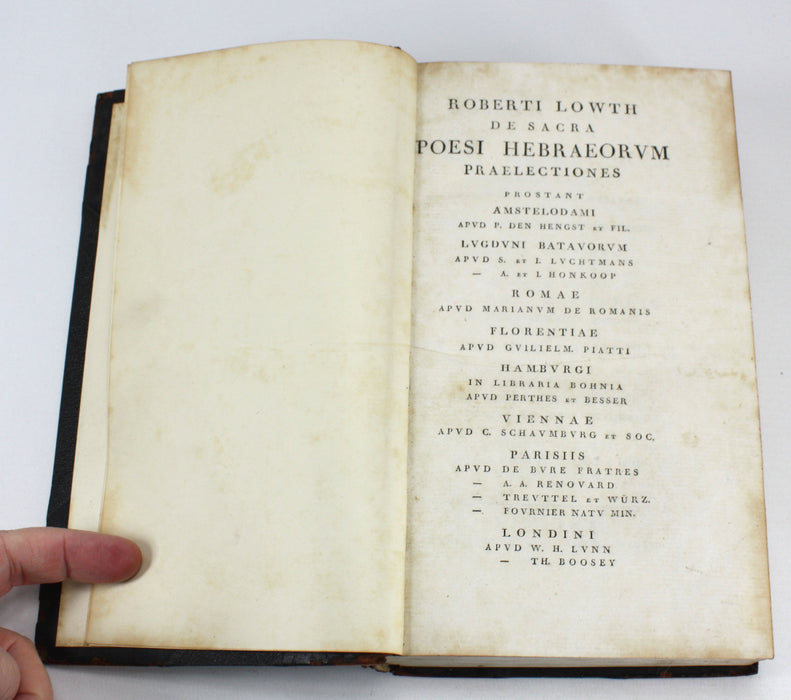 ROBERTI LOWTH
DE SACRA
POESI HEBRAEORVM
PRAELECTIONES
PROSTANT
AMSTELODAMI
APVD P. DEN HENGST ET FIL.
LVGDVNI BATAVORVM
APVD S. ET I. LVCHTMANS
— A. ET I. HONKOOP
ROMAE
APVD MARIANVM DE ROMANIS
FLORENTIAE
APVD GVILIELM. PIATTI
HAMBVRGI
IN LIBRARIA BOHNIA
APVD PERTHES ET BESSER
VIENNAE
APVD C. SCHAVMBVRG ET SOC.
PARISIIS
APVD DE BVRE FRATRES
— A. A. RENOVARD
— TREVTTEL ET WÜRZ.
— FOVRNIER NATV MIN.
LONDINI
APVD W. H. LVNN
— TH. BOOSEY